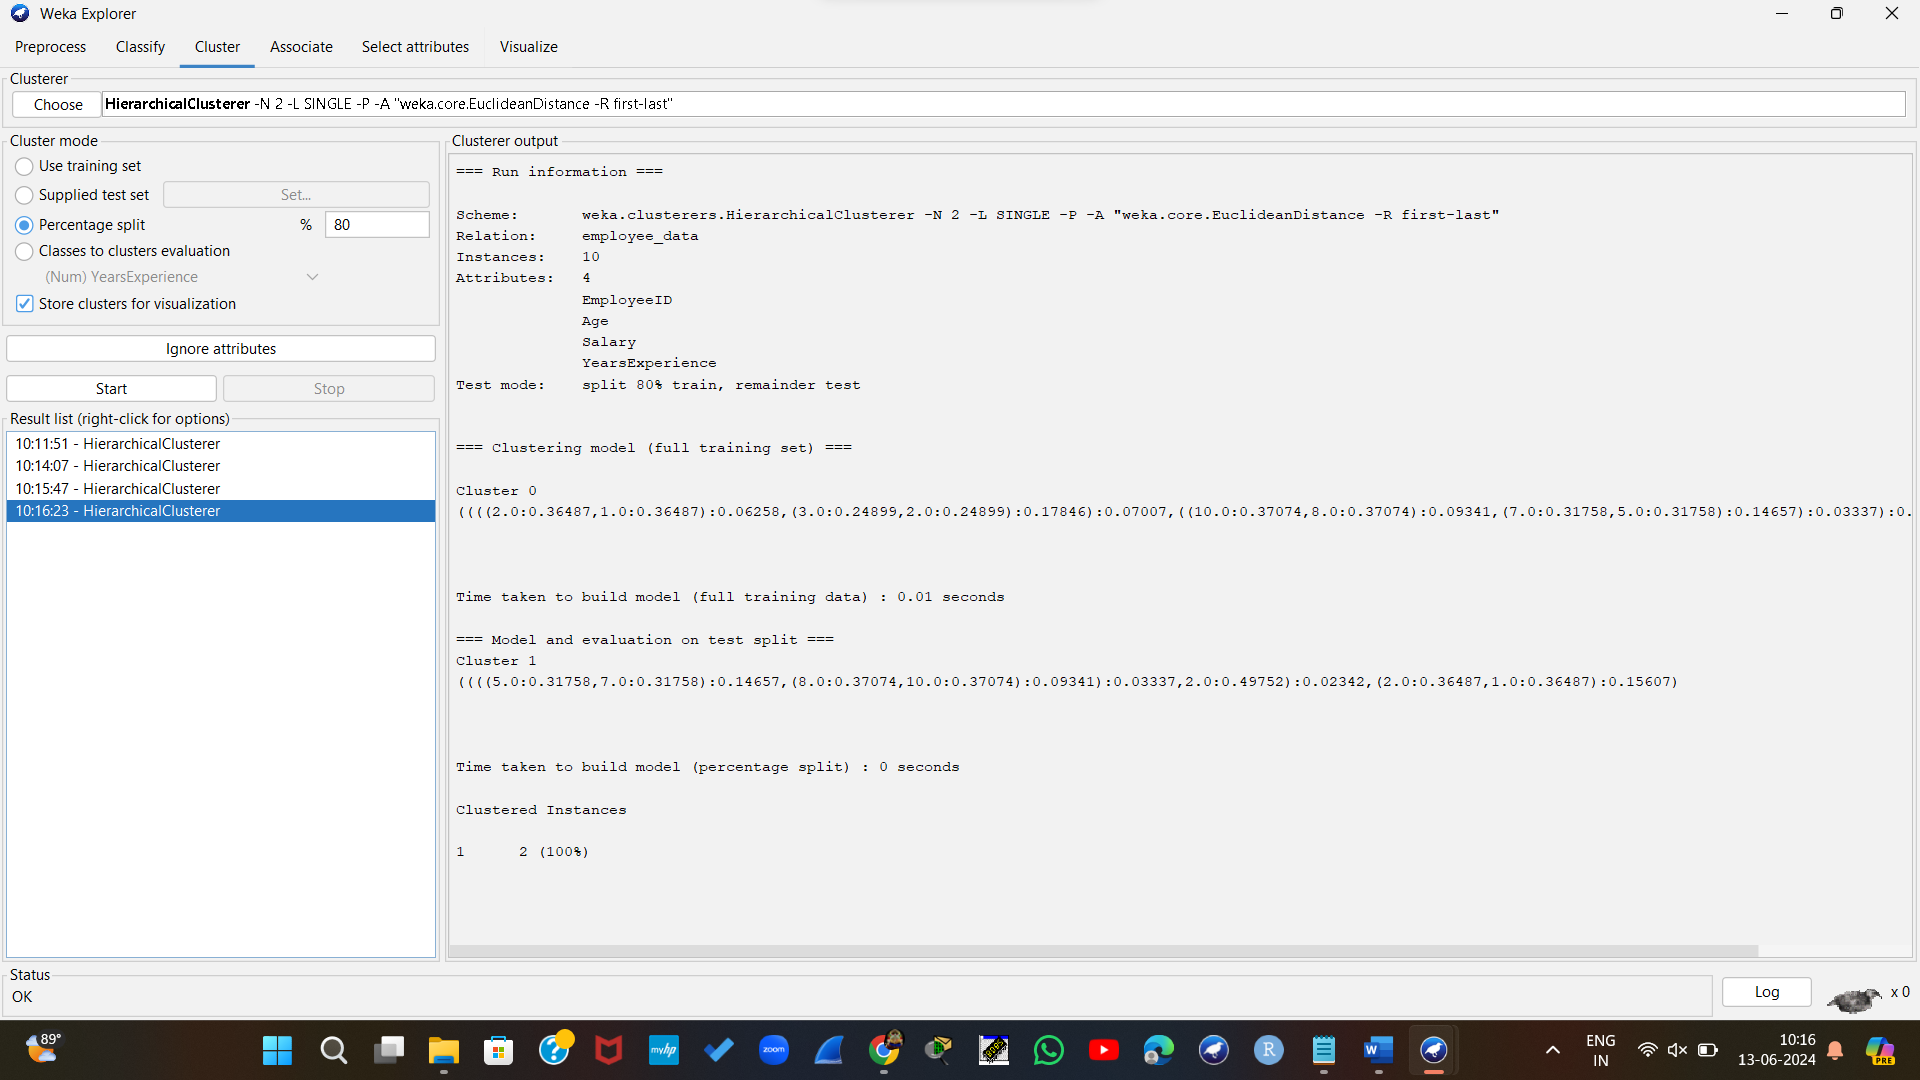 Weka Explorer
Preprocess Classify Cluster Associate Select attributes Visualize
Clusterer
Choose HierarchicalClusterer -N 2 -L SINGLE -P -A "weka.core.EuclideanDistance -R first-last"
Cluster mode
Use training set
Supplied test set Set...
Percentage split % 80
Classes to clusters evaluation
(Num) YearsExperience
Store clusters for visualization
Ignore attributes
Start Stop
Result list (right-click for options)
10:11:51 - HierarchicalClusterer
10:14:07 - HierarchicalClusterer
10:15:47 - HierarchicalClusterer
10:16:23 - HierarchicalClusterer
Clusterer output
=== Run information ===
Scheme: weka.clusterers.HierarchicalClusterer -N 2 -L SINGLE -P -A "weka.core.EuclideanDistance -R first-last"
Relation: employee_data
Instances: 10
Attributes: 4
EmployeeID
Age
Salary
YearsExperience
Test mode: split 80% train, remainder test
=== Clustering model (full training set) ===
Cluster 0
((((2.0:0.36487,1.0:0.36487):0.06258,(3.0:0.24899,2.0:0.24899):0.17846):0.07007,((10.0:0.37074,8.0:0.37074):0.09341,(7.0:0.31758,5.0:0.31758):0.14657):0.03337):0.
Time taken to build model (full training data) : 0.01 seconds
=== Model and evaluation on test split ===
Cluster 1
((((5.0:0.31758,7.0:0.31758):0.14657,(8.0:0.37074,10.0:0.37074):0.09341):0.03337,2.0:0.49752):0.02342,(2.0:0.36487,1.0:0.36487):0.15607)
Time taken to build model (percentage split) : 0 seconds
Clustered Instances
1 2 (100%)
Status
OK
Log
x 0
89°
myhp
zoom
R
W
ENG
IN
10:16
13-06-2024
PRE